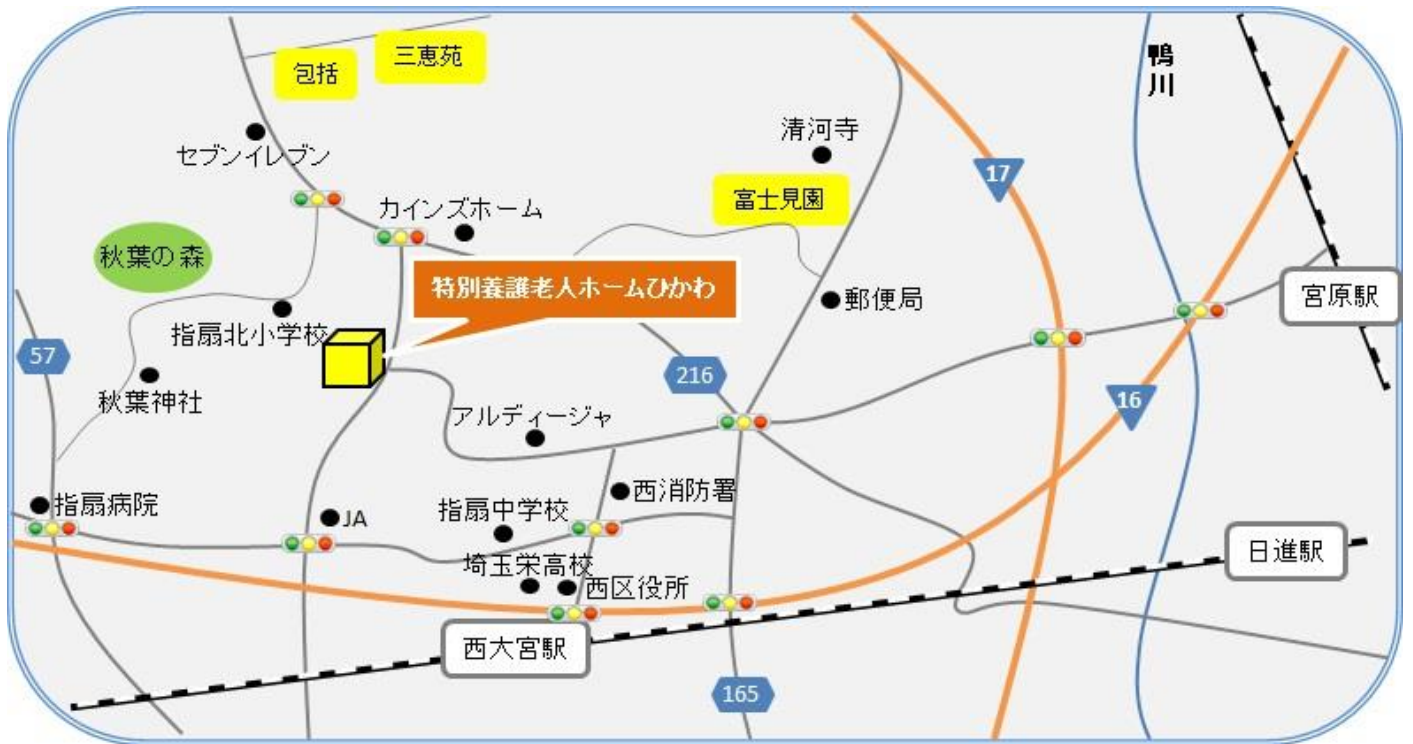 三恵苑
包括
鴨川
清河寺
セブンイレブン
17
富士見園
カインズホーム
秋葉の森
特別養護老人ホームひかわ
宮原駅
郵便局
指扇北小学校
57
216
秋葉神社
16
アルディージャ
西消防署
指扇病院
指扇中学校
JA
日進駅
埼玉栄高校
西区役所
西大宮駅
165